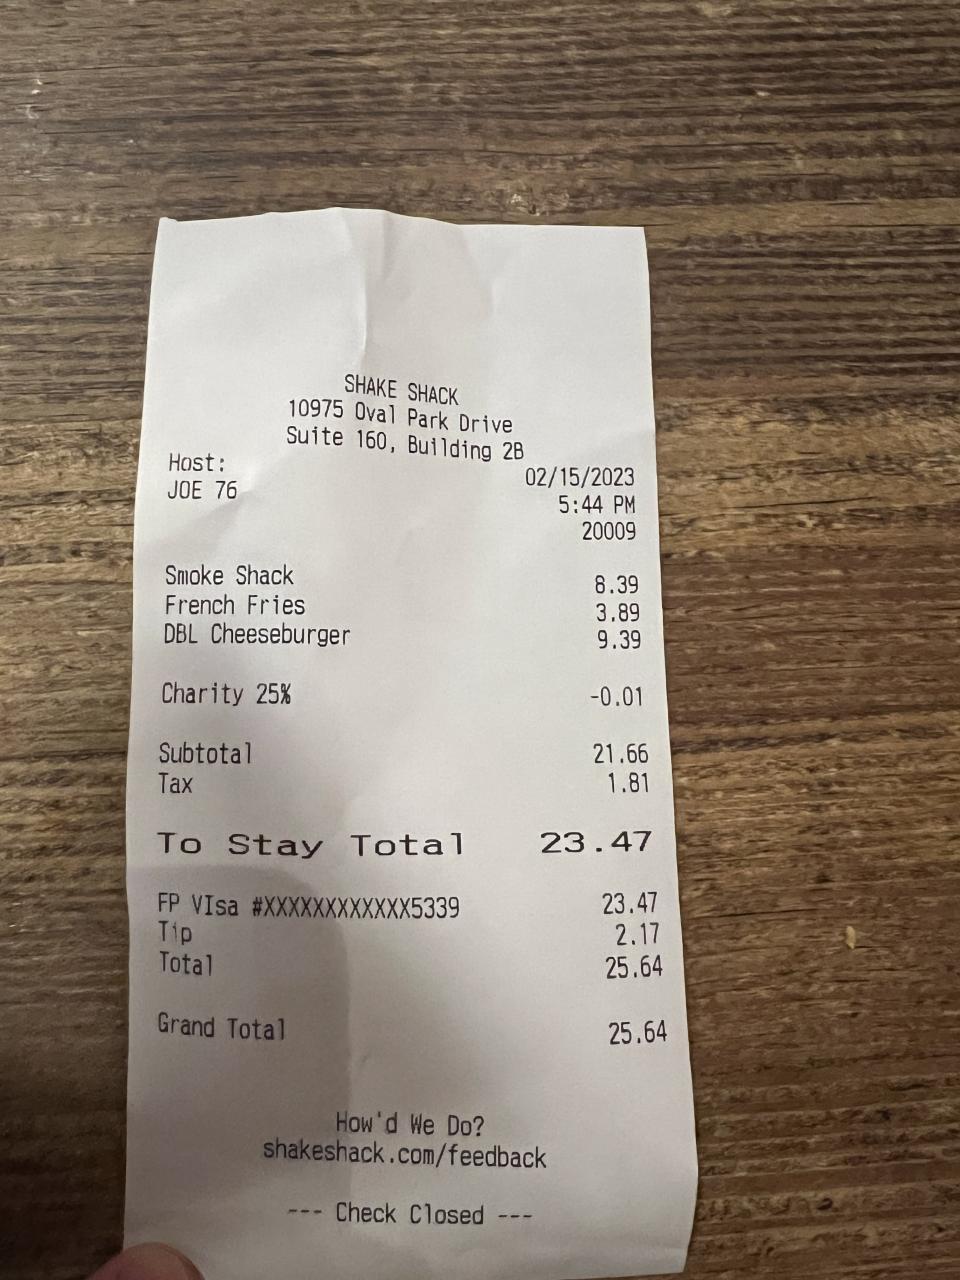 SHAKE SHACK
10975 Oval Park Drive
Suite 160, Building 2B
Host: 02/15/2023
JOE 76 5:44 PM
20009
Smoke Shack 8.39
French Fries 3.89
DBL Cheeseburger 9.39
Charity 25% -0.01
Subtotal 21.66
Tax 1.81
To Stay Total 23.47
FP VIsa #XXXXXXXXXXXX5339 23.47
Tip 2.17
Total 25.64
Grand Total 25.64
How'd We Do?
shakeshack.com/feedback
--- Check Closed ---